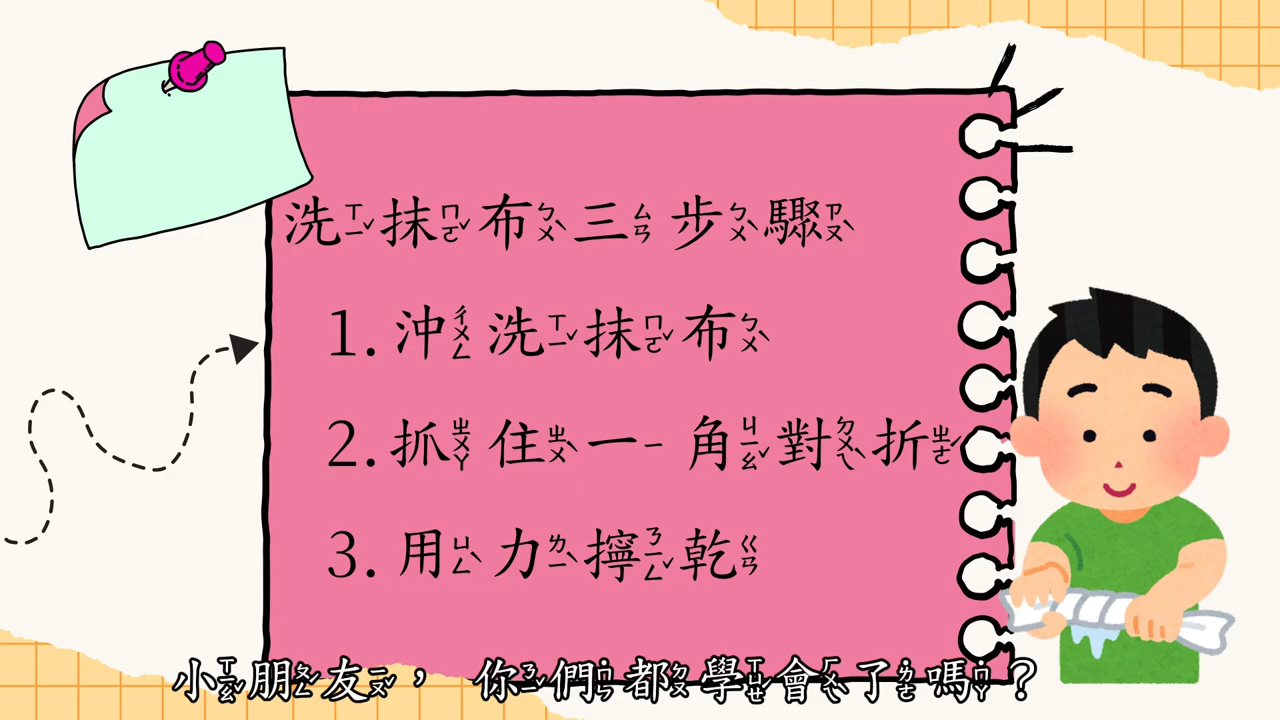 洗抹布三步驟
1. 沖洗抹布
2. 抓住一角對折
3. 用力擰乾
小朋友，你們都學會了嗎？